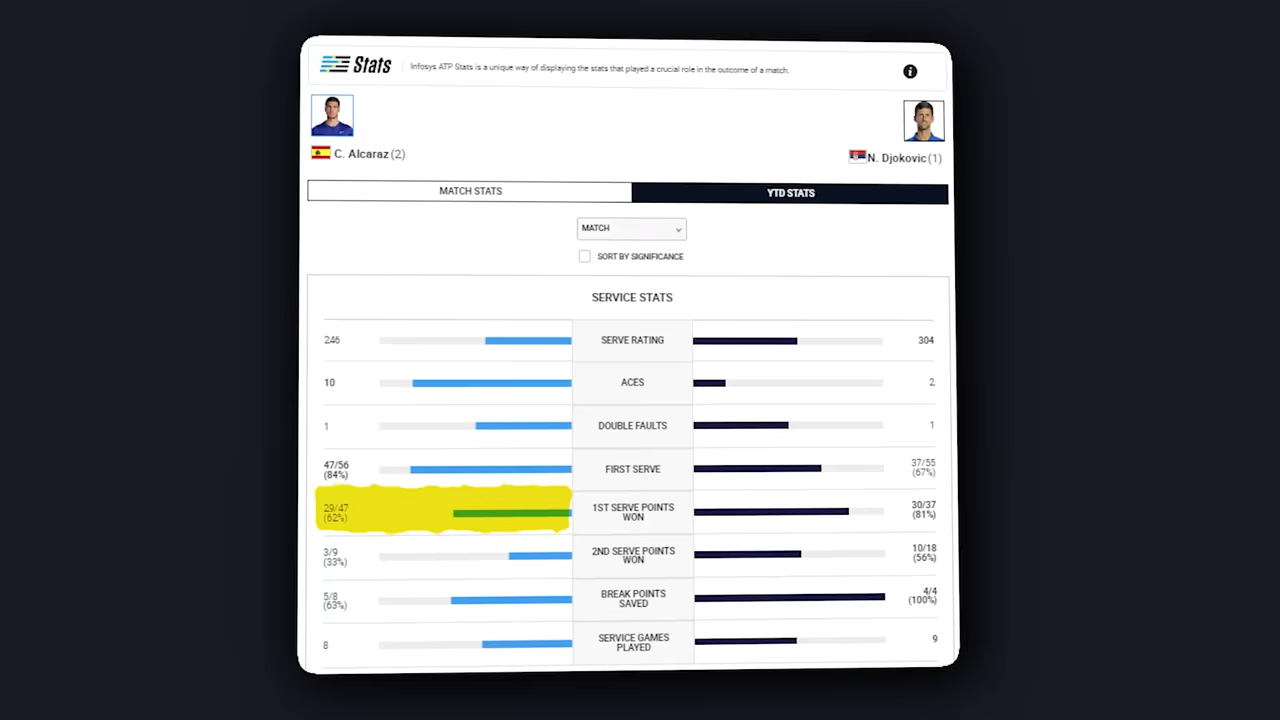 Stats
Infosys ATP Stats is a unique way of displaying the stats that played a crucial role in the outcome of a match.
i
C. Alcaraz (2)
N. Djokovic (1)
MATCH STATS
YTD STATS
MATCH
SORT BY SIGNIFICANCE
SERVICE STATS
246 SERVE RATING 304
10 ACES 2
1 DOUBLE FAULTS 1
47/56 (84%) FIRST SERVE 37/55 (67%)
29/47 (62%) 1ST SERVE POINTS WON 30/37 (81%)
3/9 (33%) 2ND SERVE POINTS WON 10/18 (56%)
5/8 (63%) BREAK POINTS SAVED 4/4 (100%)
8 SERVICE GAMES PLAYED 9